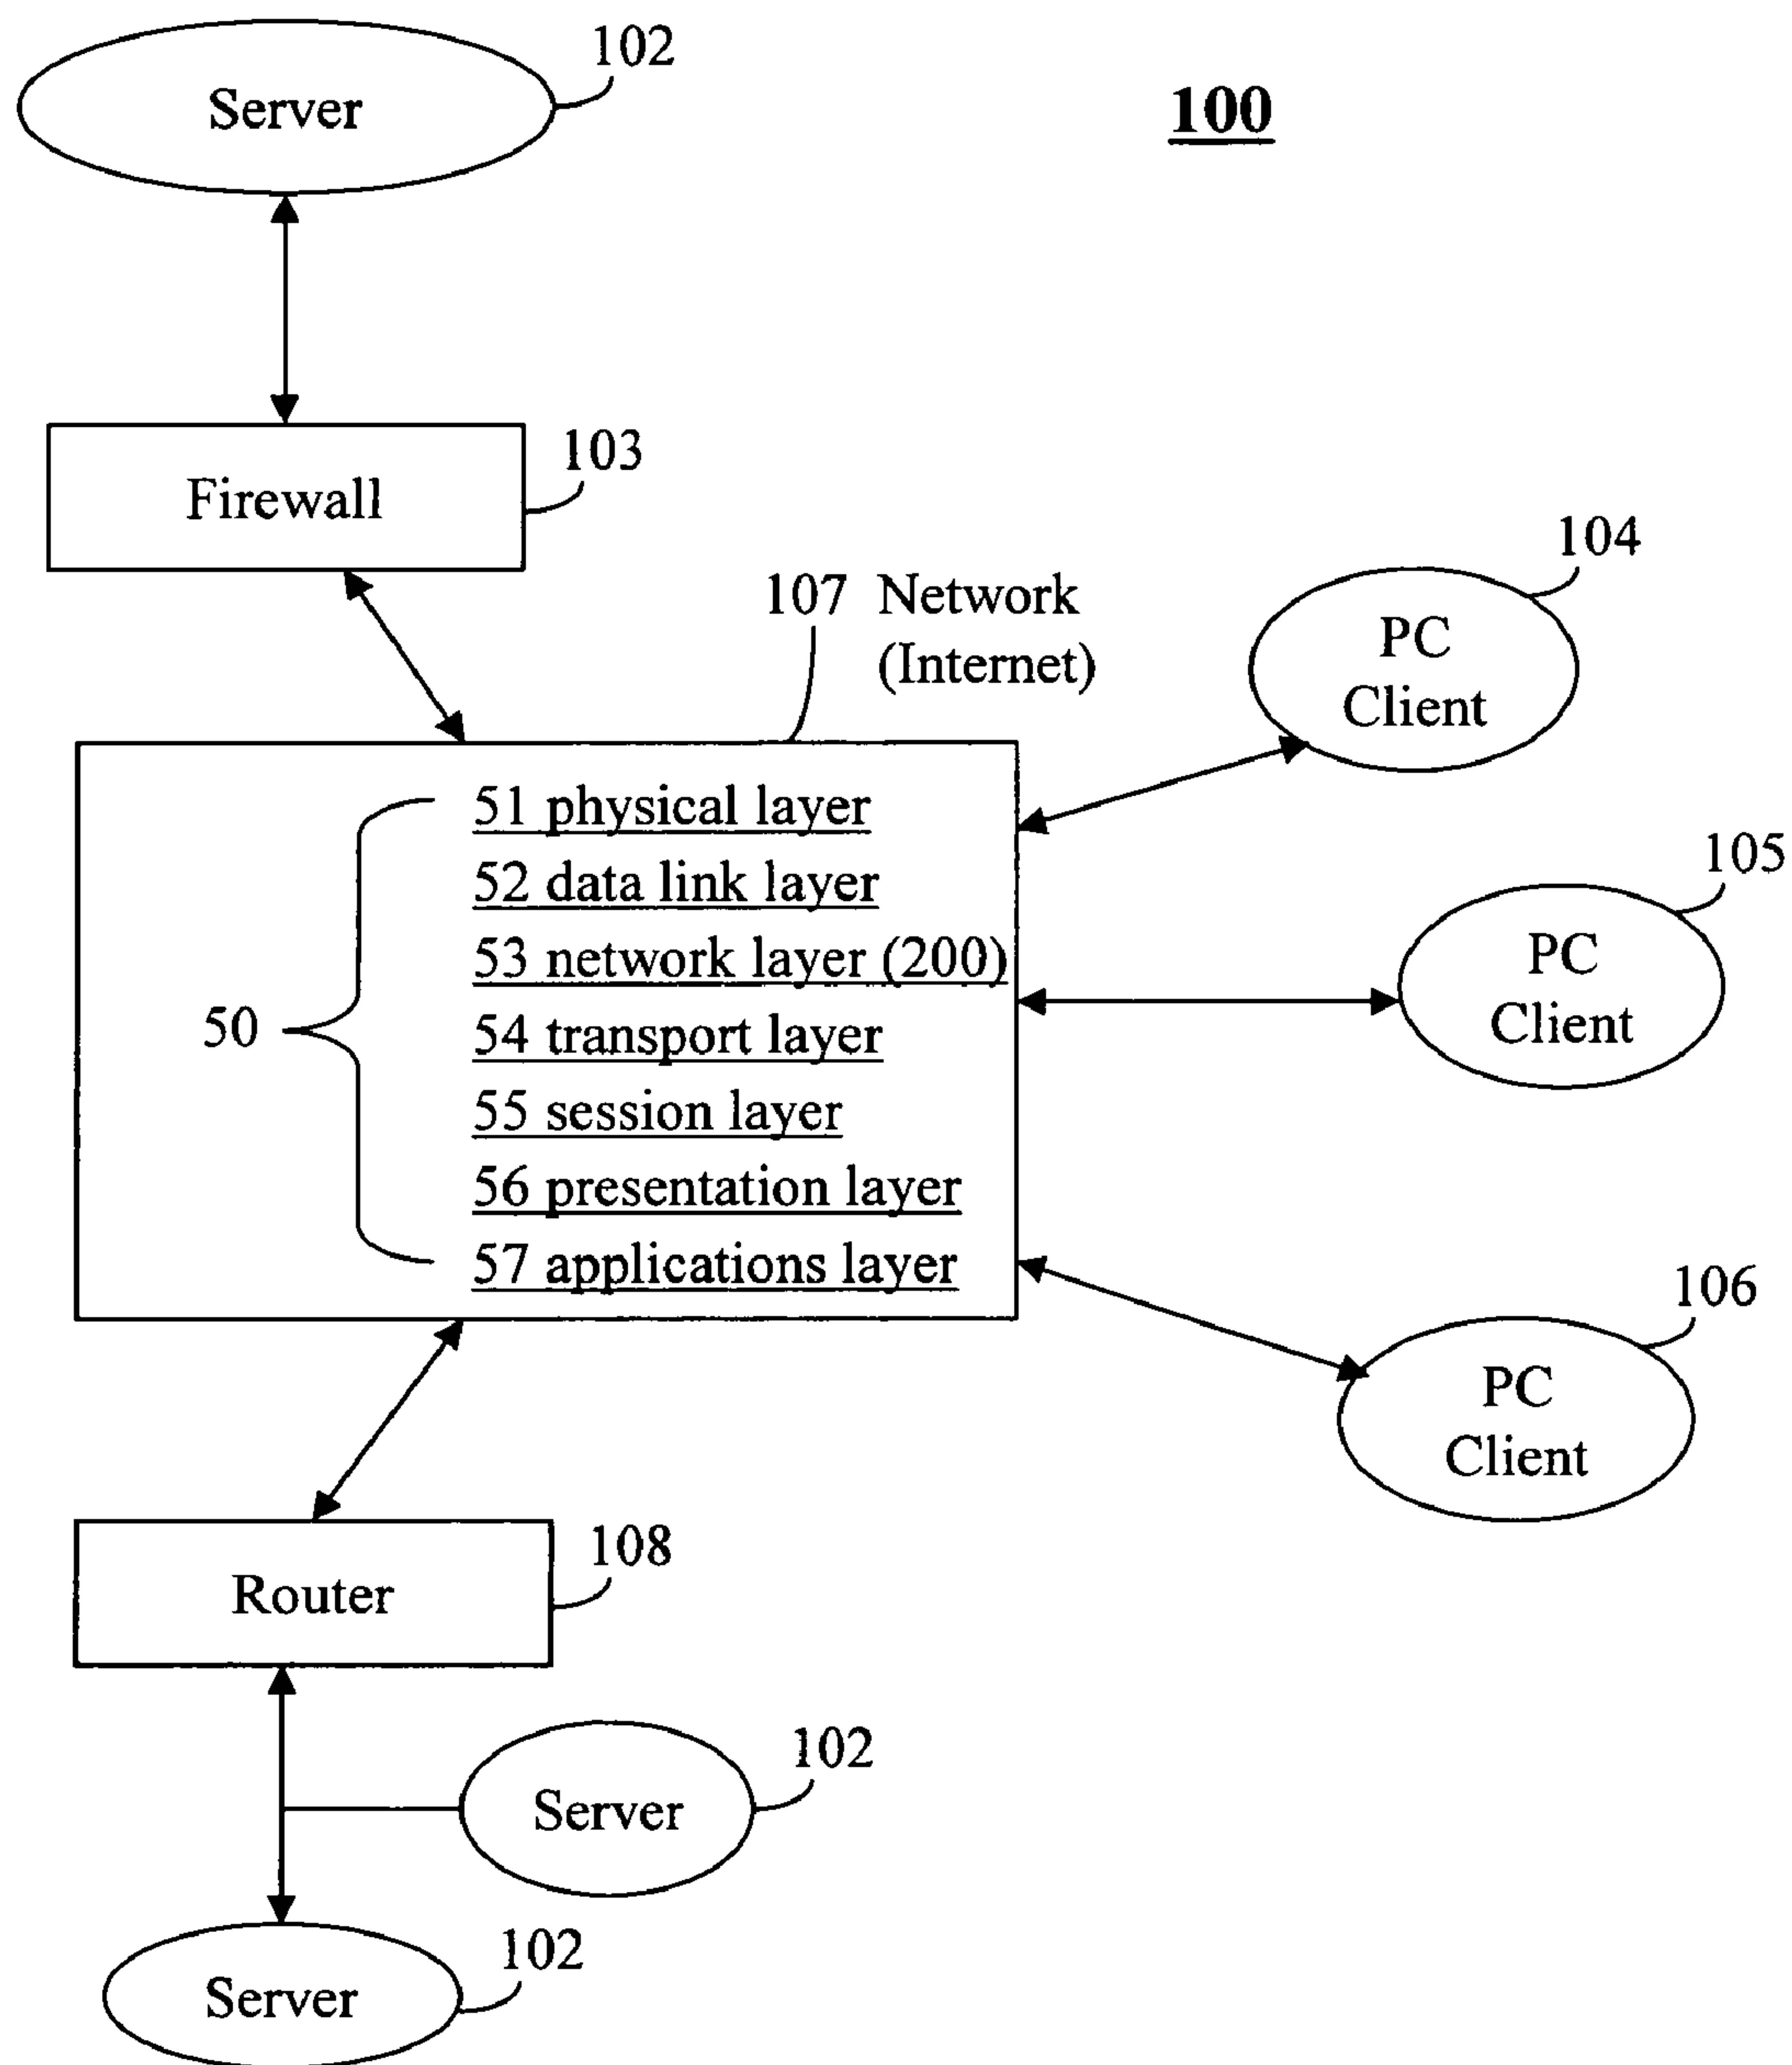 102
Server
100
103
Firewall
104
107 Network
(Internet)
PC
Client
51 physical layer
105
52 data link layer
PC
Client
53 network layer (200)
50
54 transport layer
55 session layer
56 presentation layer
57 applications layer
106
PC
Client
108
Router
102
Server
102
Server